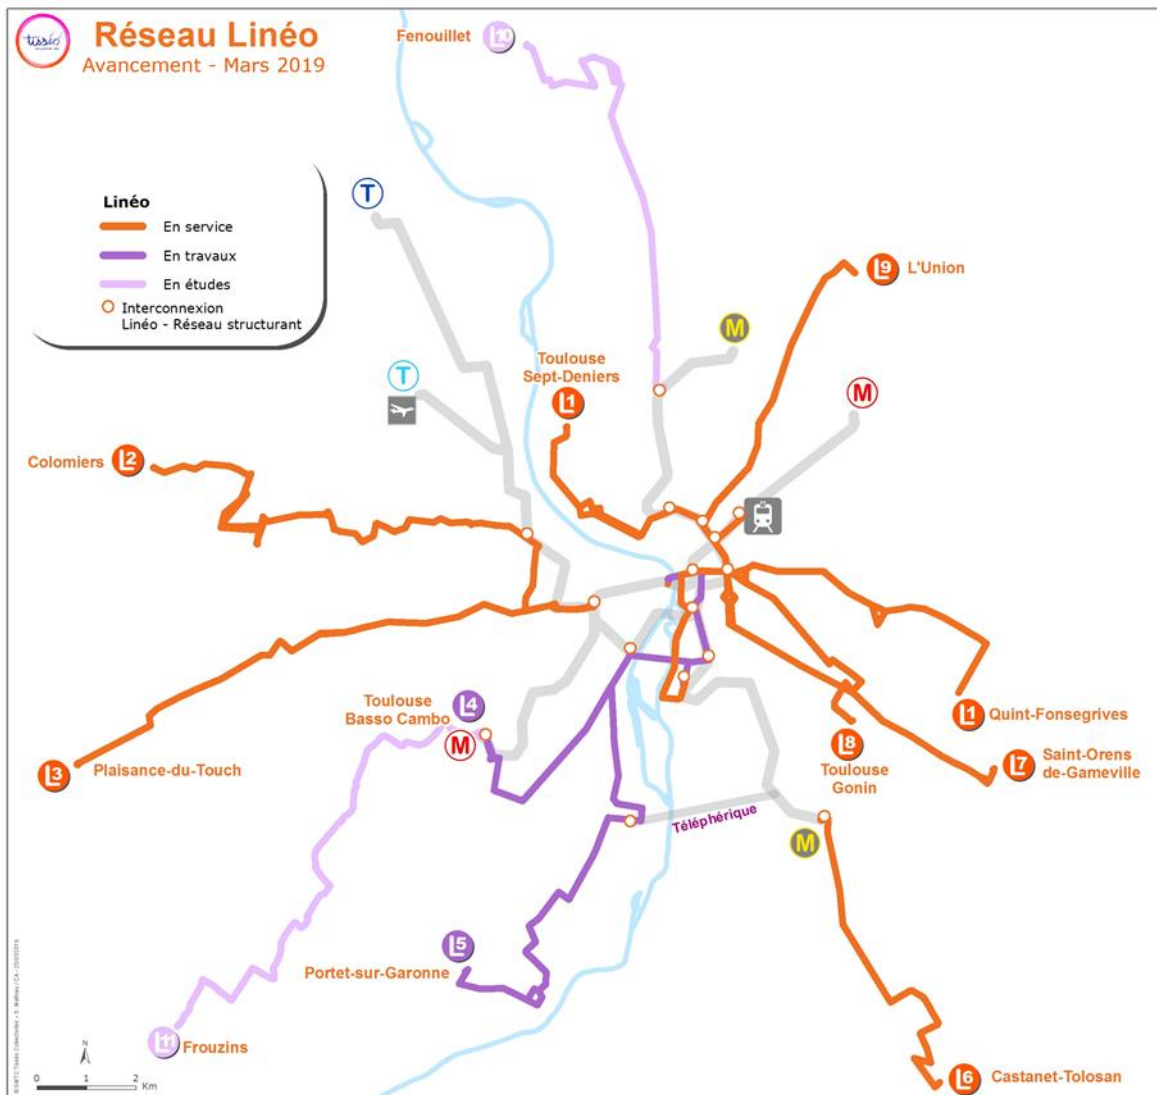 tisséo
Réseau Linéo
Avancement - Mars 2019
Linéo
En service
En travaux
En études
Interconnexion
Linéo - Réseau structurant
Fenouillet
L10
T
L9
L'Union
M
Toulouse
Sept-Deniers
L1
T
M
Colomiers
L2
Toulouse
Basso Cambo
L4
M
L1
Quint-Fonsegrives
L3
Plaisance-du-Touch
L8
Toulouse
Gonin
L7
Saint-Orens
de-Gameville
Téléphérique
M
L5
Portet-sur-Garonne
L11
Frouzins
L6
Castanet-Tolosan
N
0 1 2
Km